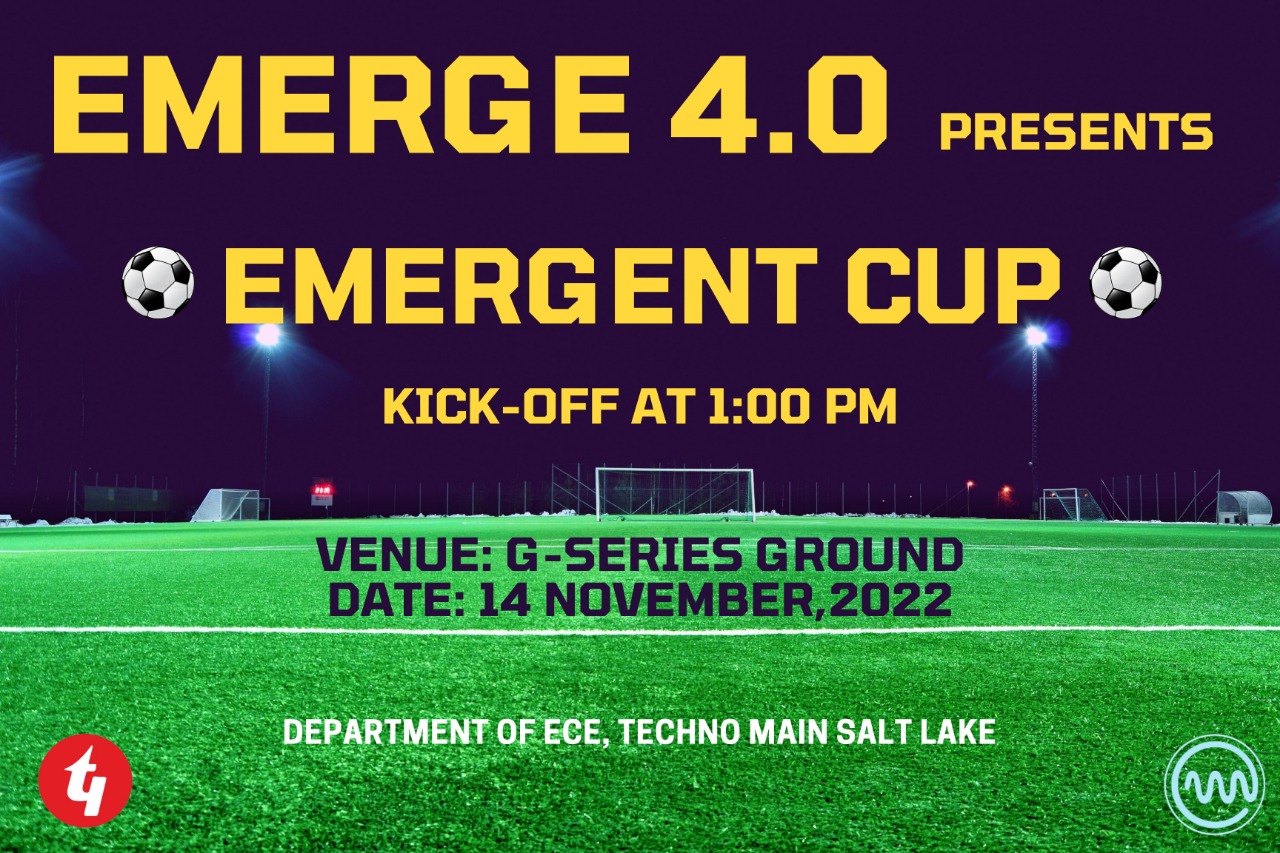 EMERGE 4.0 PRESENTS
EMERGENT CUP
KICK-OFF AT 1:00 PM
VENUE: G-SERIES GROUND
DATE: 14 NOVEMBER,2022
DEPARTMENT OF ECE, TECHNO MAIN SALT LAKE